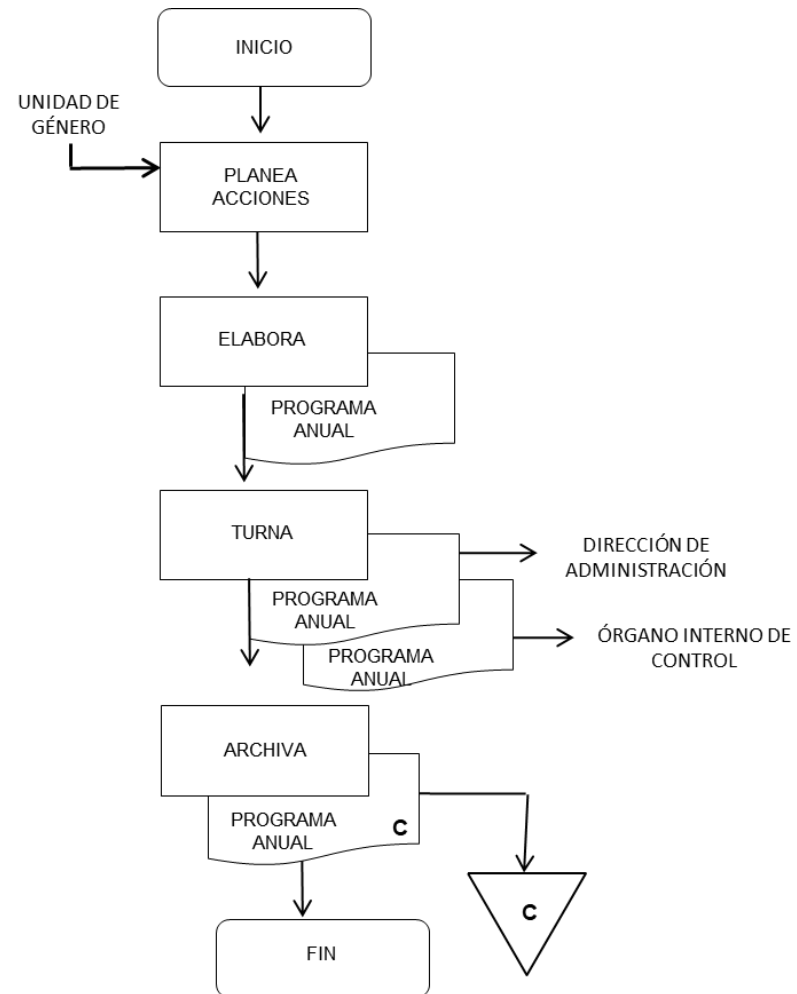 INICIO
UNIDAD DE
GÉNERO
PLANEA
ACCIONES
ELABORA
PROGRAMA
ANUAL
TURNA
PROGRAMA
ANUAL
DIRECCIÓN DE
ADMINISTRACIÓN
PROGRAMA
ANUAL
ÓRGANO INTERNO DE
CONTROL
ARCHIVA
PROGRAMA
ANUAL
C
C
FIN